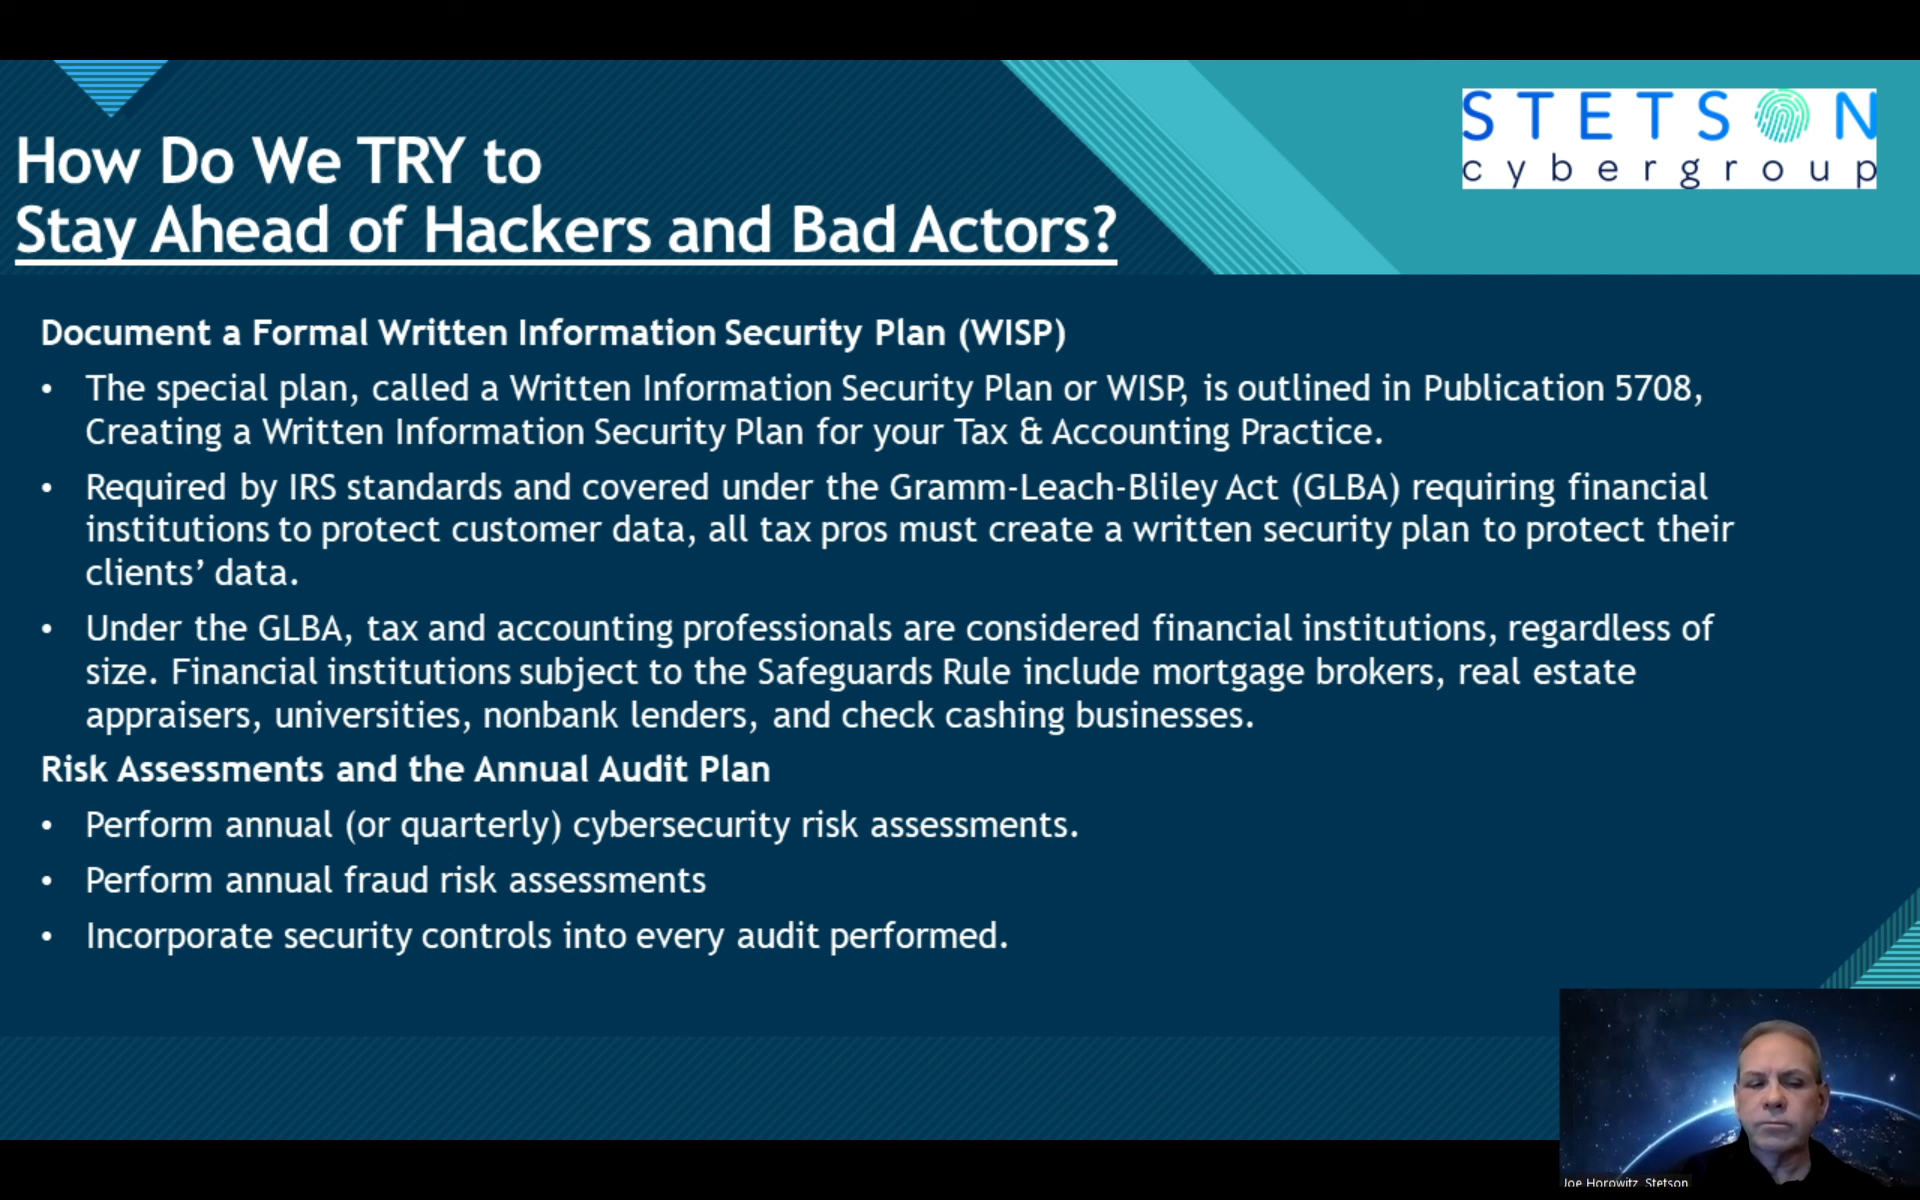 STETSON
cybergroup
How Do We TRY to
Stay Ahead of Hackers and Bad Actors?
Document a Formal Written Information Security Plan (WISP)
• The special plan, called a Written Information Security Plan or WISP, is outlined in Publication 5708,
Creating a Written Information Security Plan for your Tax & Accounting Practice.
• Required by IRS standards and covered under the Gramm-Leach-Bliley Act (GLBA) requiring financial
institutions to protect customer data, all tax pros must create a written security plan to protect their
clients’ data.
• Under the GLBA, tax and accounting professionals are considered financial institutions, regardless of
size. Financial institutions subject to the Safeguards Rule include mortgage brokers, real estate
appraisers, universities, nonbank lenders, and check cashing businesses.
Risk Assessments and the Annual Audit Plan
• Perform annual (or quarterly) cybersecurity risk assessments.
• Perform annual fraud risk assessments
• Incorporate security controls into every audit performed.
Joe Horowitz, Stetson